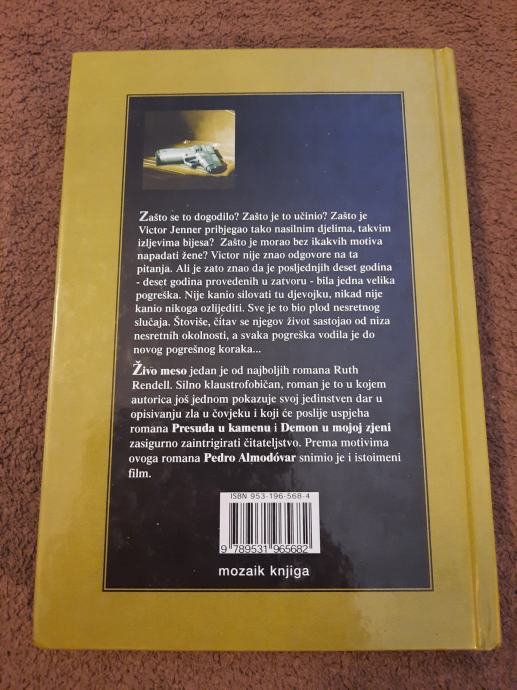 Zašto se to dogodilo? Zašto je to učinio? Zašto je
Victor Jenner pribjegao tako nasilnim djelima, takvim
izljevima bijesa? Zašto je morao bez ikakvih motiva
napadati žene? Victor nije znao odgovore na ta
pitanja. Ali je zato znao da je posljednjih deset godina
- deset godina provedenih u zatvoru - bila jedna velika
pogreška. Nije kanio silovati tu djevojku, nikad nije
kanio nikoga ozlijediti. Sve je to bio plod nesretnog
slučaja. Štoviše, čitav se njegov život sastojao od niza
nesretnih okolnosti, a svaka pogreška vodila je do
novog pogrešnog koraka...
Živo meso jedan je od najboljih romana Ruth
Rendell. Silno klaustrofobičan, roman je to u kojem
autorica još jednom pokazuje svoj jedinstven dar u
opisivanju zla u čovjeku i koji će poslije uspjeha
romana Presuda u kamenu i Demon u mojoj zjeni
zasigurno zaintrigirati čitateljstvo. Prema motivima
ovoga romana Pedro Almodóvar snimio je i istoimeni
film.
ISBN 953-196-568-4
9 789531 965682
mozaik knjiga